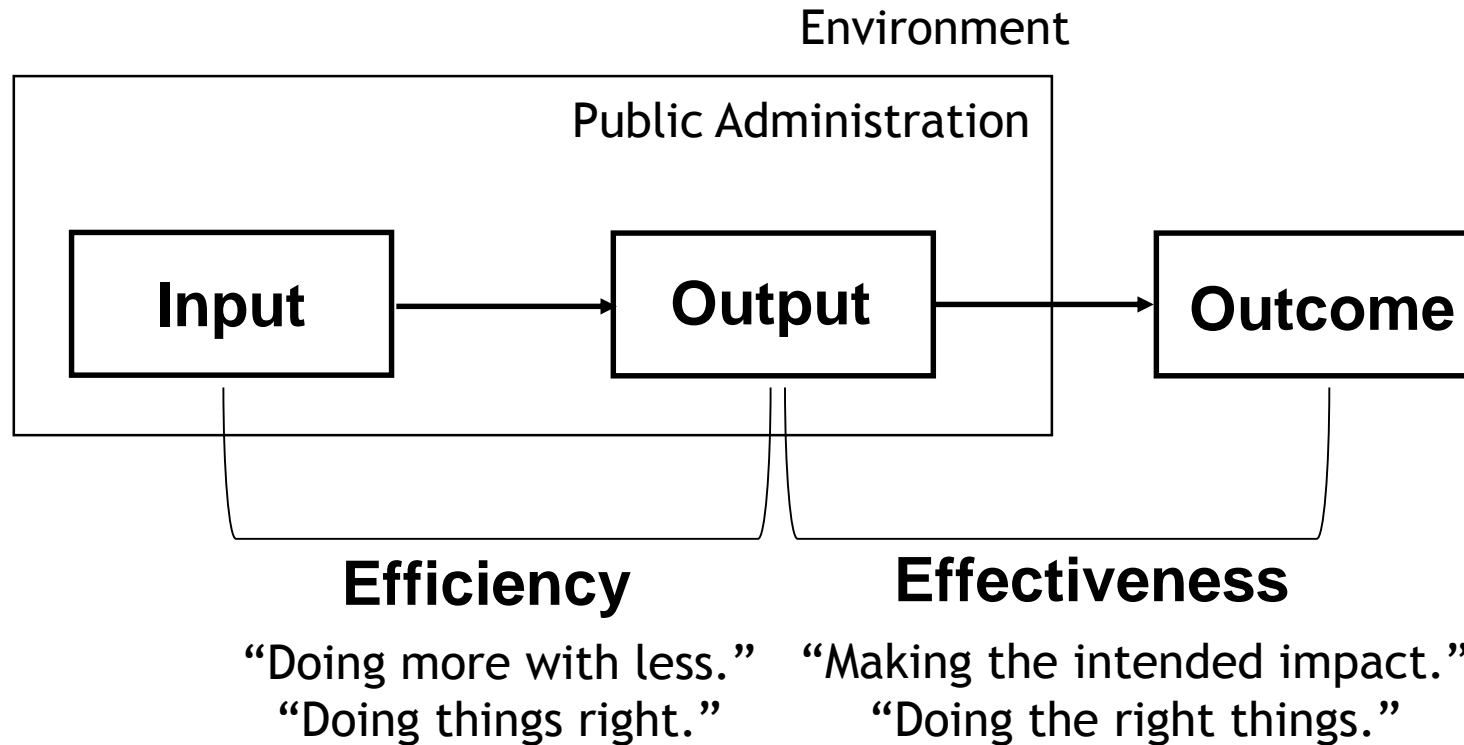 Environment
Public Administration
Input
Output
Outcome
Efficiency
Effectiveness
“Doing more with less.”
“Making the intended impact.”
“Doing things right.”
“Doing the right things.”